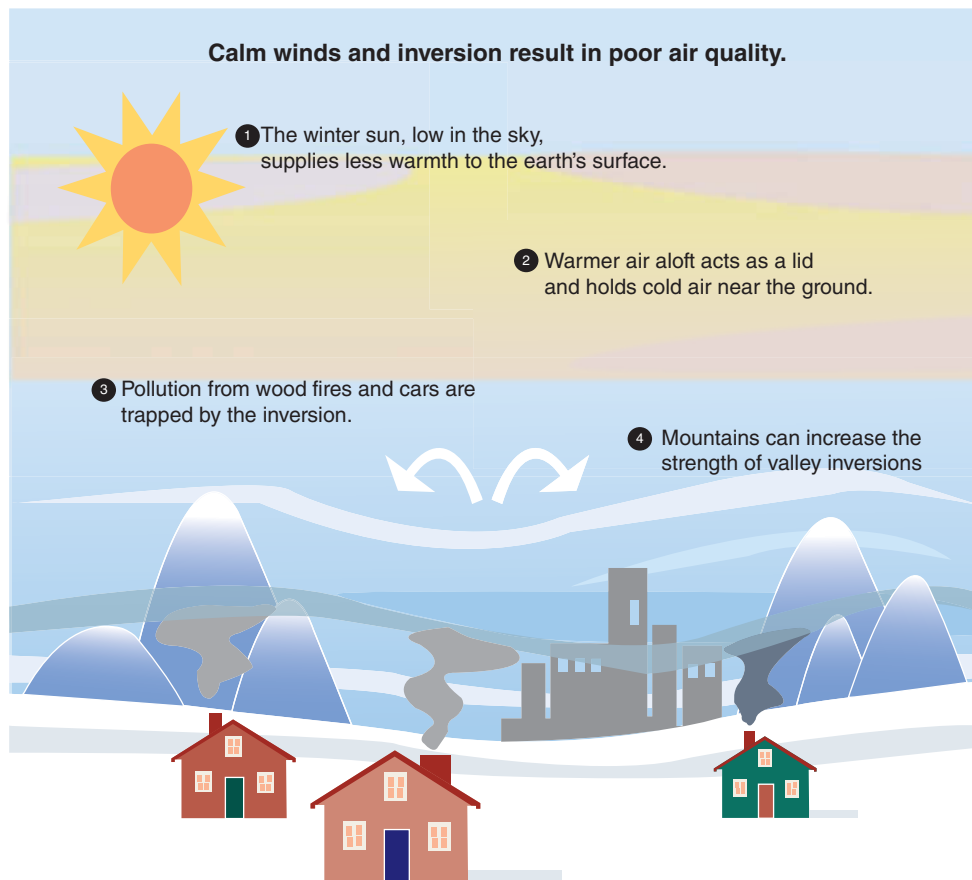 Calm winds and inversion result in poor air quality.
1 The winter sun, low in the sky,
supplies less warmth to the earth's surface.
2 Warmer air aloft acts as a lid
and holds cold air near the ground.
3 Pollution from wood fires and cars are
trapped by the inversion.
4 Mountains can increase the
strength of valley inversions